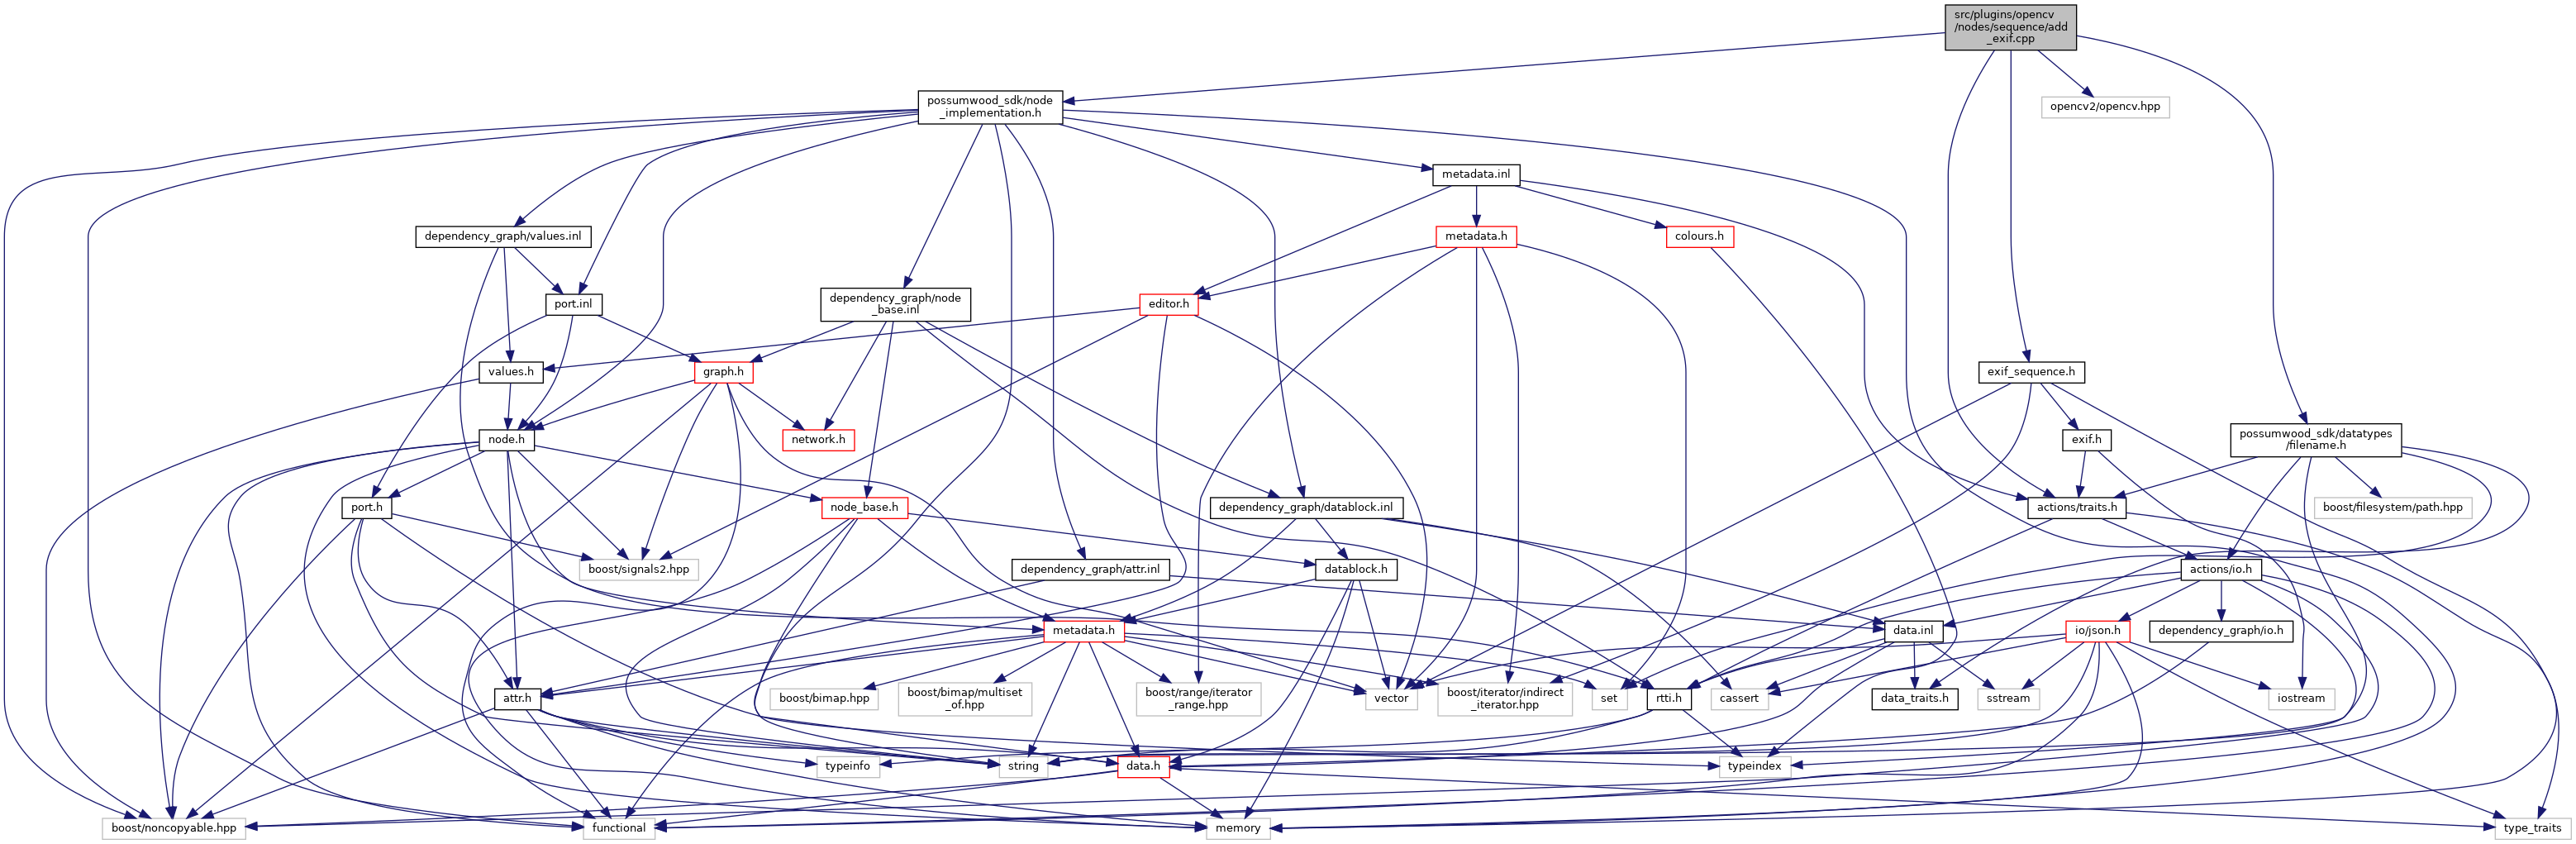 src/plugins/opencv
/nodes/sequence/add
_exif.cpp
possumwood_sdk/node
_implementation.h
opencv2/opencv.hpp
metadata.inl
dependency_graph/values.inl
metadata.h
colours.h
port.inl
dependency_graph/node
_base.inl
editor.h
values.h
graph.h
exif_sequence.h
node.h
network.h
exif.h
possumwood_sdk/datatypes
/filename.h
port.h
node_base.h
dependency_graph/datablock.inl
actions/traits.h
boost/filesystem/path.hpp
boost/signals2.hpp
dependency_graph/attr.inl
datablock.h
actions/io.h
metadata.h
data.inl
io/json.h
dependency_graph/io.h
attr.h
boost/bimap.hpp
boost/bimap/multiset
_of.hpp
boost/range/iterator
_range.hpp
vector
boost/iterator/indirect
_iterator.hpp
set
rtti.h
cassert
data_traits.h
sstream
iostream
typeinfo
string
data.h
typeindex
boost/noncopyable.hpp
functional
memory
type_traits